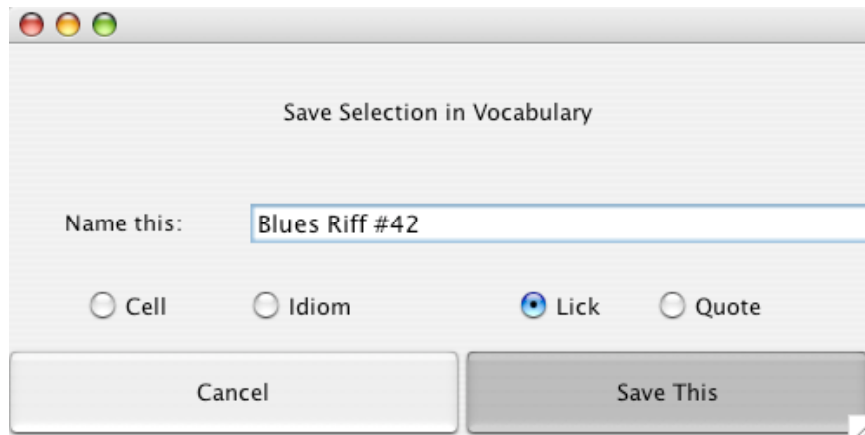 Save Selection in Vocabulary
Name this: Blues Riff #42
Cell Idiom Lick Quote
Cancel Save This